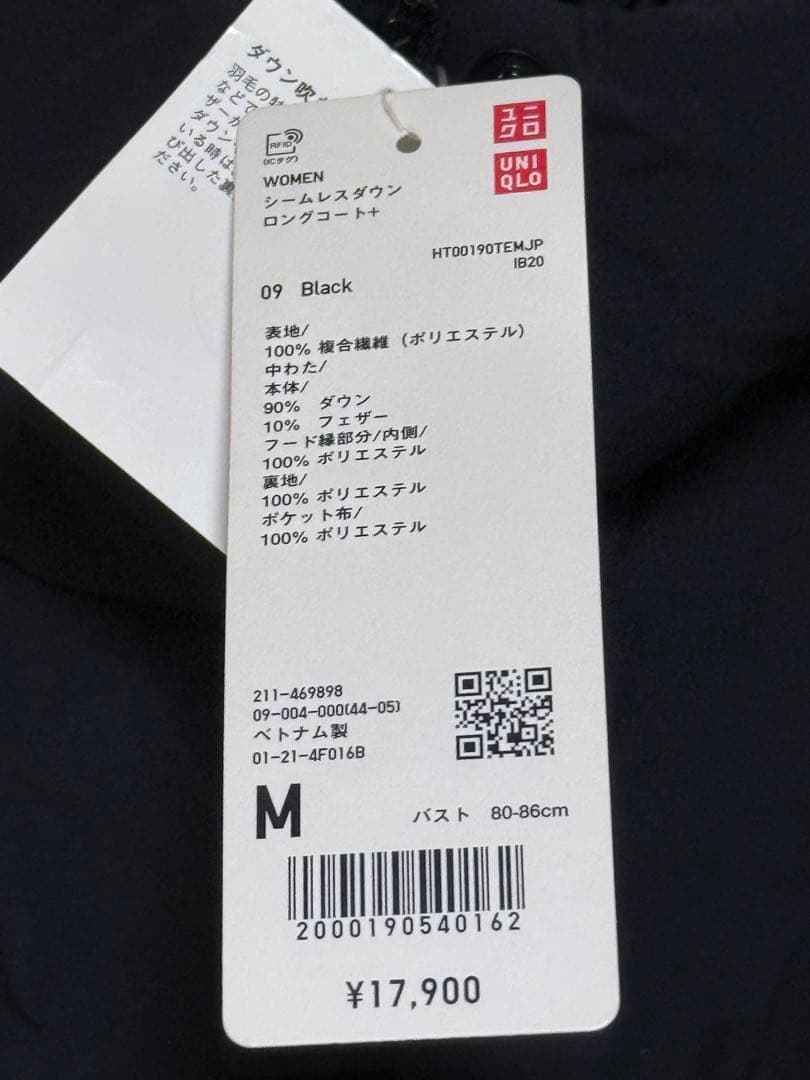 ダウン吹き
羽毛の特
などで
ザーが
ダウン
いる時は
び出した裏
ださい。
ユニ
クロ
UNI
QLO
RFID
(ICタグ)
WOMEN
シームレスダウン
ロングコート+
HT00190TEMJP
IB20
09 Black
表地/
100% 複合繊維 (ポリエステル)
中わた/
本体/
90% ダウン
10% フェザー
フード縁部分/内側/
100% ポリエステル
裏地/
100% ポリエステル
ポケット布/
100% ポリエステル
211-469898
09-004-000(44-05)
ベトナム製
01-21-4F016B
M
バスト 80-86cm
2000190540162
¥17,900